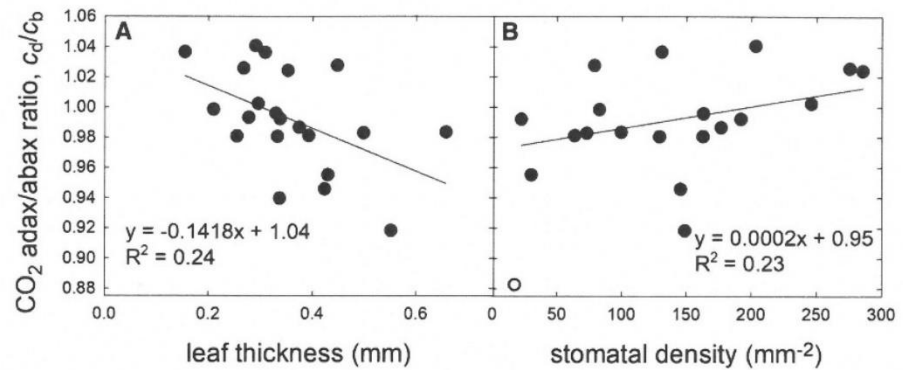 CO₂ adax/abax ratio, c_d/c_b
1.06
1.04
1.02
1.00
0.98
0.96
0.94
0.92
0.90
0.88
A
y = -0.1418x + 1.04
R² = 0.24
0.0 0.2 0.4 0.6
leaf thickness (mm)
B
y = 0.0002x + 0.95
R² = 0.23
0 50 100 150 200 250 300
stomatal density (mm⁻²)